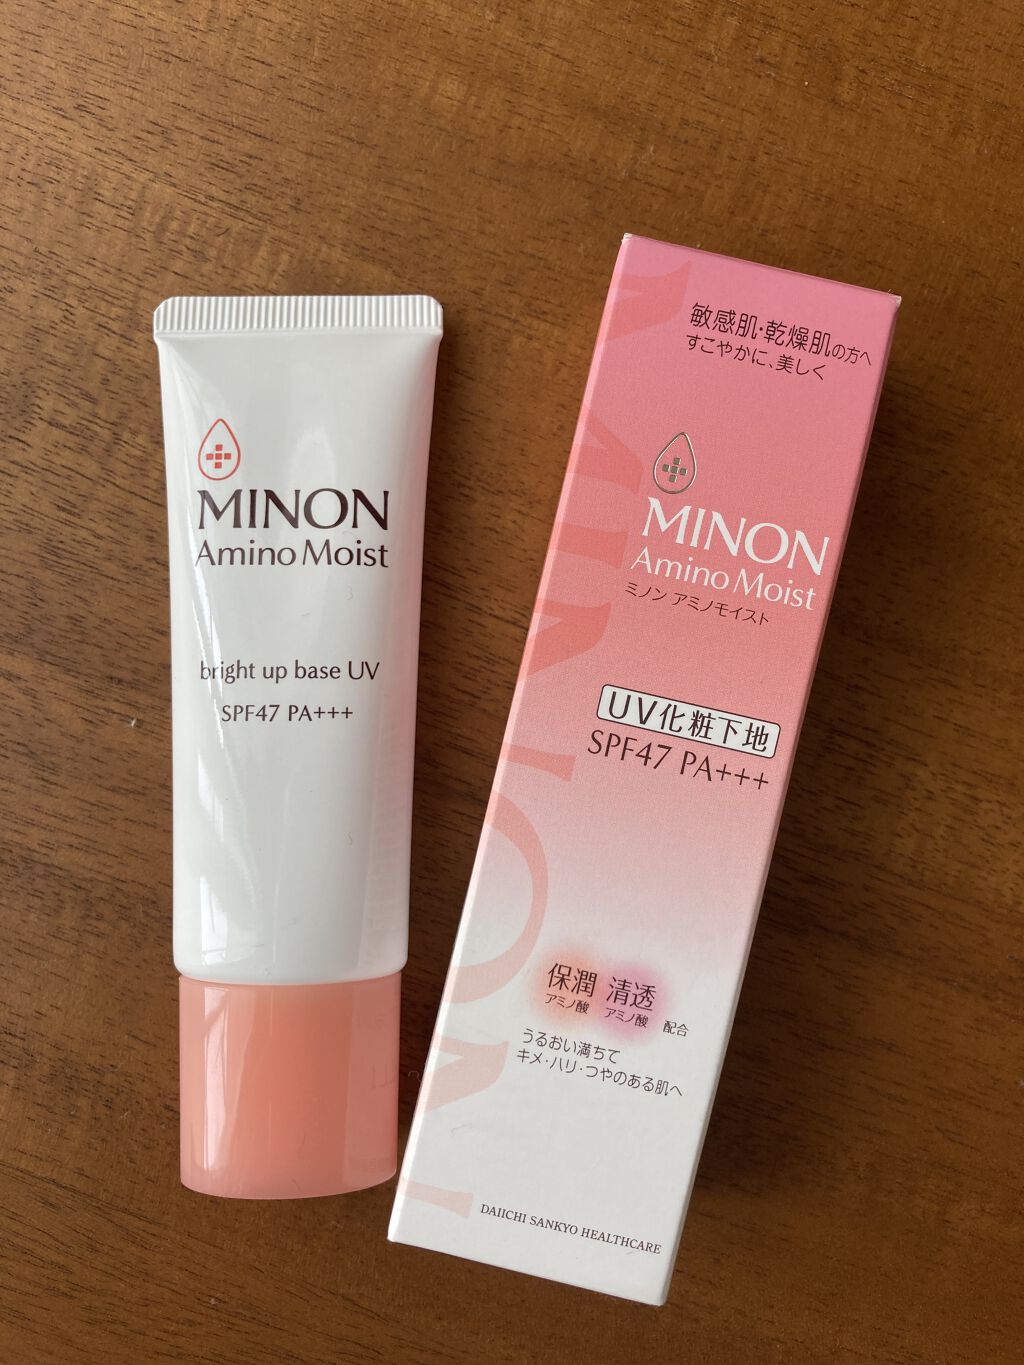 MINON
Amino Moist
bright up base UV
SPF47 PA+++
敏感肌・乾燥肌の方へ
すこやかに、美しく
MINON
Amino Moist
ミノン アミノモイスト
UV化粧下地
SPF47 PA+++
保潤 清透
アミノ酸 アミノ酸 配合
うるおい満ちて
キメ・ハリ・つやのある肌へ
DAIICHI SANKYO HEALTHCARE
MINON